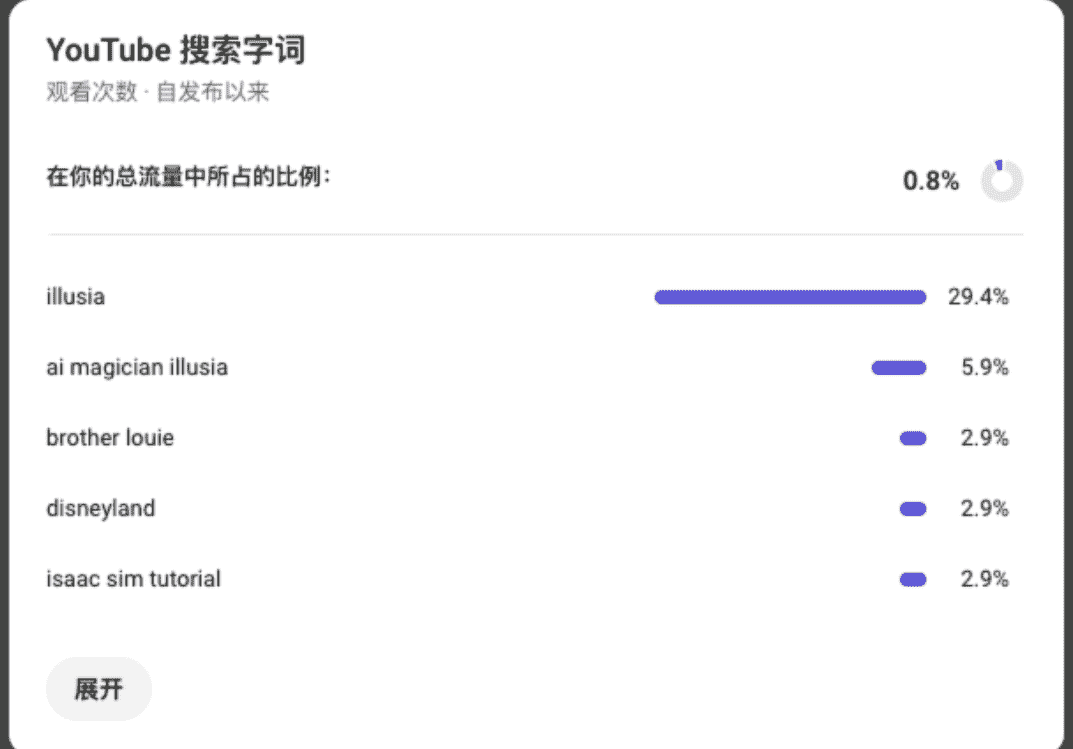 YouTube 搜索字词
观看次数 · 自发布以来
在你的总流量中所占的比例：
0.8%
illusia 29.4%
ai magician illusia 5.9%
brother louie 2.9%
disneyland 2.9%
isaac sim tutorial 2.9%
展开